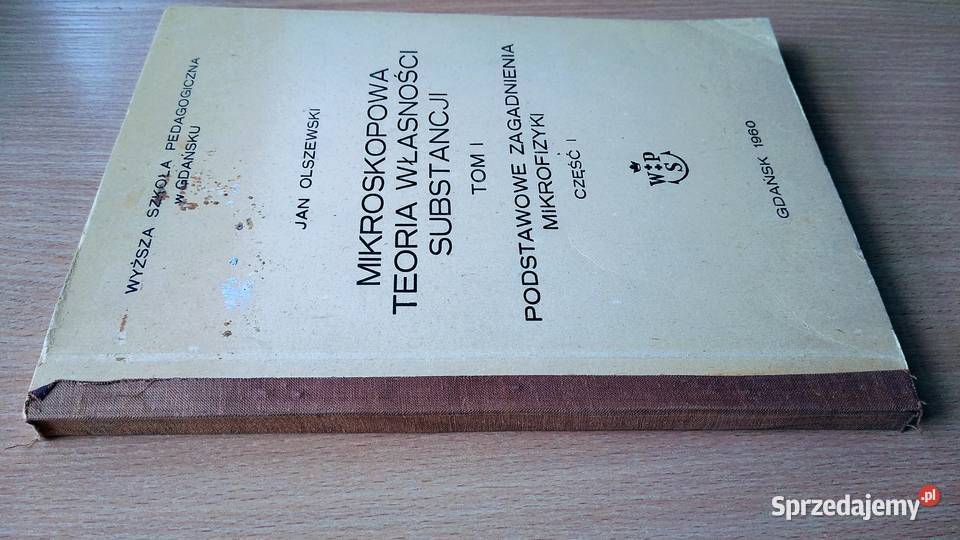 WYŻSZA SZKOŁA PEDAGOGICZNA
W GDAŃSKU
JAN OLSZEWSKI
MIKROSKOPOWA
TEORIA WŁASNOŚCI
SUBSTANCJI
TOM I
PODSTAWOWE ZAGADNIENIA
MIKROFIZYKI
CZĘŚĆ I
WSP
GDAŃSK 1960
Sprzedajemy.pl